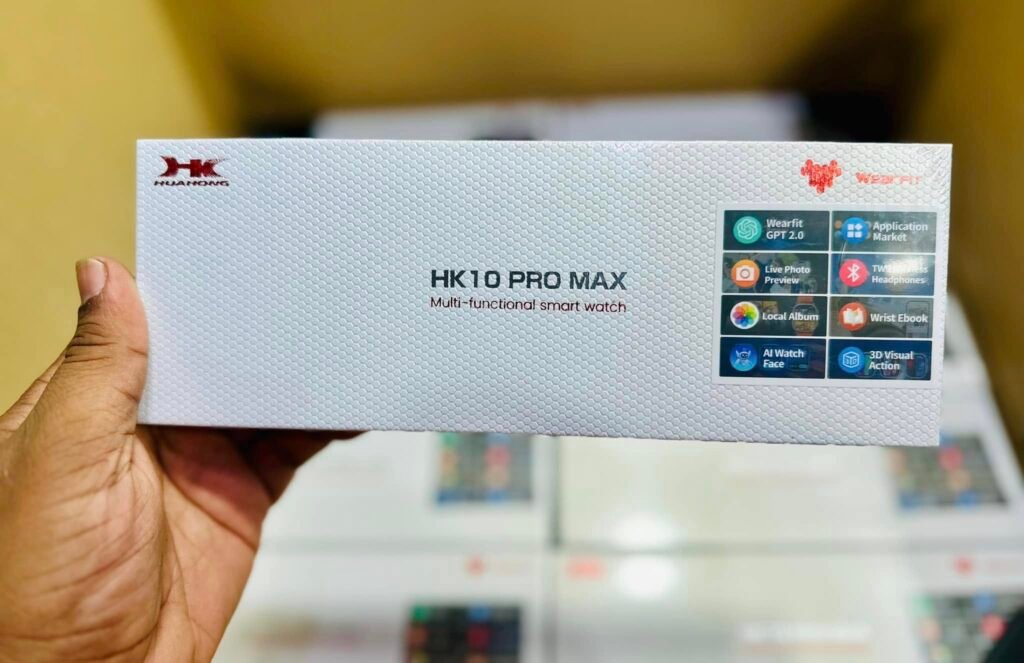 HK
HUAHONG
WearFit
HK10 PRO MAX
Multi-functional smart watch
Wearfit
GPT 2.0
Application
Market
Live Photo
Preview
Headphones
Local Album
Wrist Ebook
AI Watch
Face
3D Visual
Action